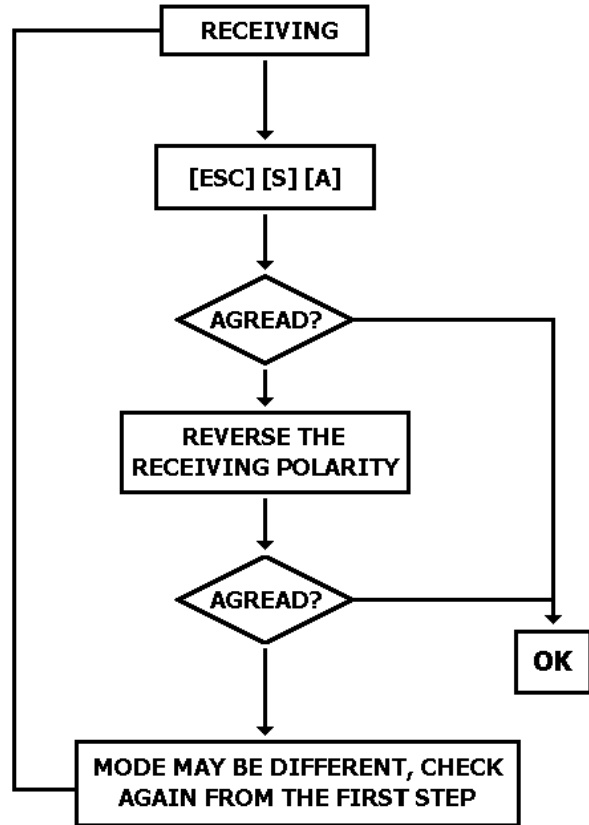 RECEIVING
[ESC] [S] [A]
AGREAD?
REVERSE THE
RECEIVING POLARITY
AGREAD?
OK
MODE MAY BE DIFFERENT, CHECK
AGAIN FROM THE FIRST STEP